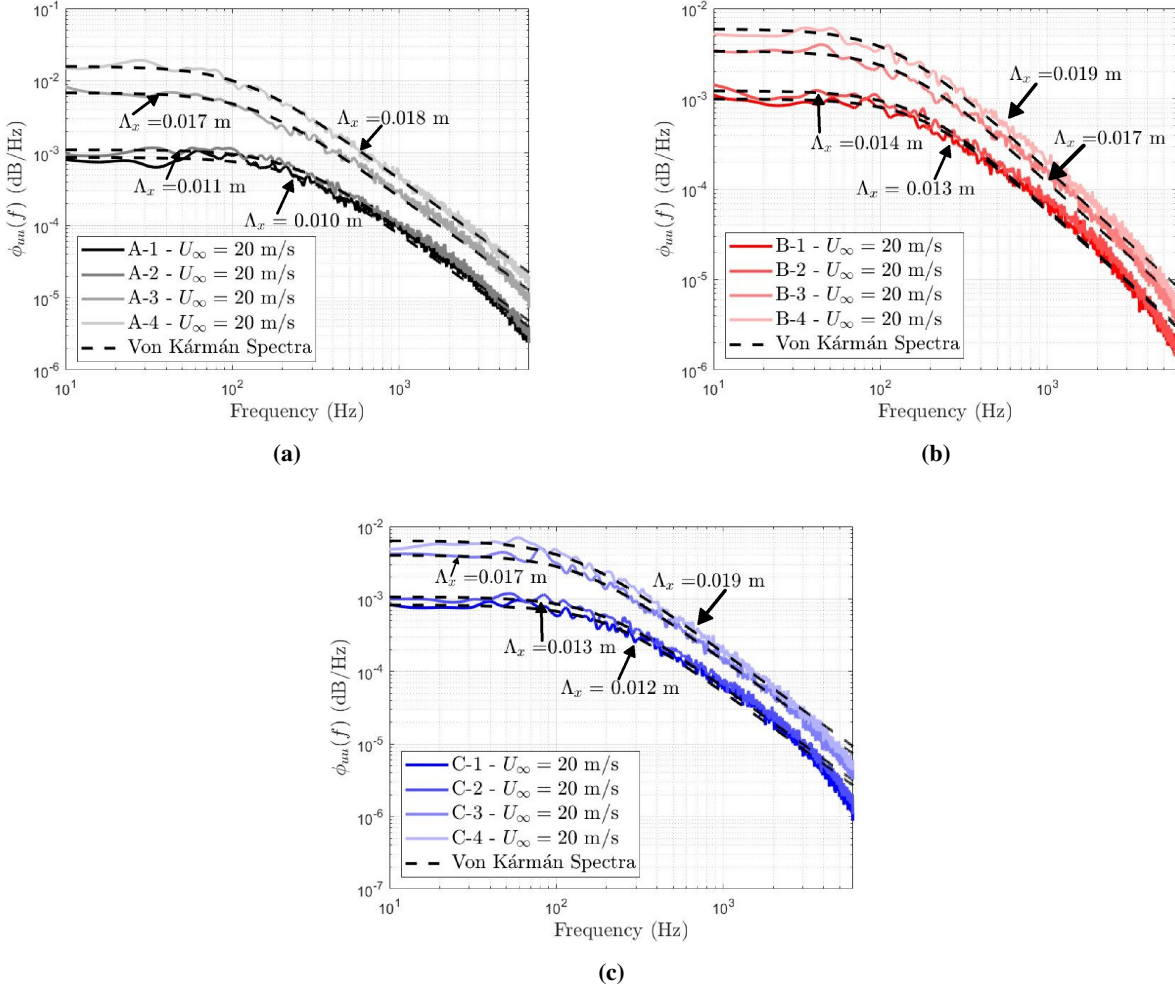 10^{-1}
10^{-2}
10^{-3}
10^{-4}
10^{-5}
10^{-6}
ϕ_{uu}(f) (dB/Hz)
Λ_x =0.017 m
Λ_x =0.018 m
Λ_x =0.011 m
Λ_x = 0.010 m
A-1 - U_∞ = 20 m/s
A-2 - U_∞ = 20 m/s
A-3 - U_∞ = 20 m/s
A-4 - U_∞ = 20 m/s
Von Kármán Spectra
10^1
10^2
10^3
Frequency (Hz)
(a)
10^{-2}
10^{-3}
10^{-4}
10^{-5}
10^{-6}
ϕ_{uu}(f) (dB/Hz)
Λ_x =0.019 m
Λ_x =0.017 m
Λ_x =0.014 m
Λ_x = 0.013 m
B-1 - U_∞ = 20 m/s
B-2 - U_∞ = 20 m/s
B-3 - U_∞ = 20 m/s
B-4 - U_∞ = 20 m/s
Von Kármán Spectra
10^1
10^2
10^3
Frequency (Hz)
(b)
10^{-2}
10^{-3}
10^{-4}
10^{-5}
10^{-6}
10^{-7}
ϕ_{uu}(f) (dB/Hz)
Λ_x =0.017 m
Λ_x =0.019 m
Λ_x =0.013 m
Λ_x = 0.012 m
C-1 - U_∞ = 20 m/s
C-2 - U_∞ = 20 m/s
C-3 - U_∞ = 20 m/s
C-4 - U_∞ = 20 m/s
Von Kármán Spectra
10^1
10^2
10^3
Frequency (Hz)
(c)